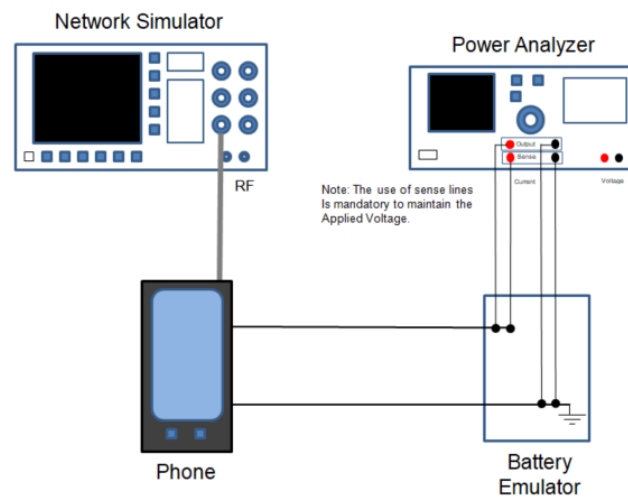 Network Simulator
Power Analyzer
Output
Sense
RF
Current
Voltage
Note: The use of sense lines
Is mandatory to maintain the
Applied Voltage.
Phone
Battery
Emulator